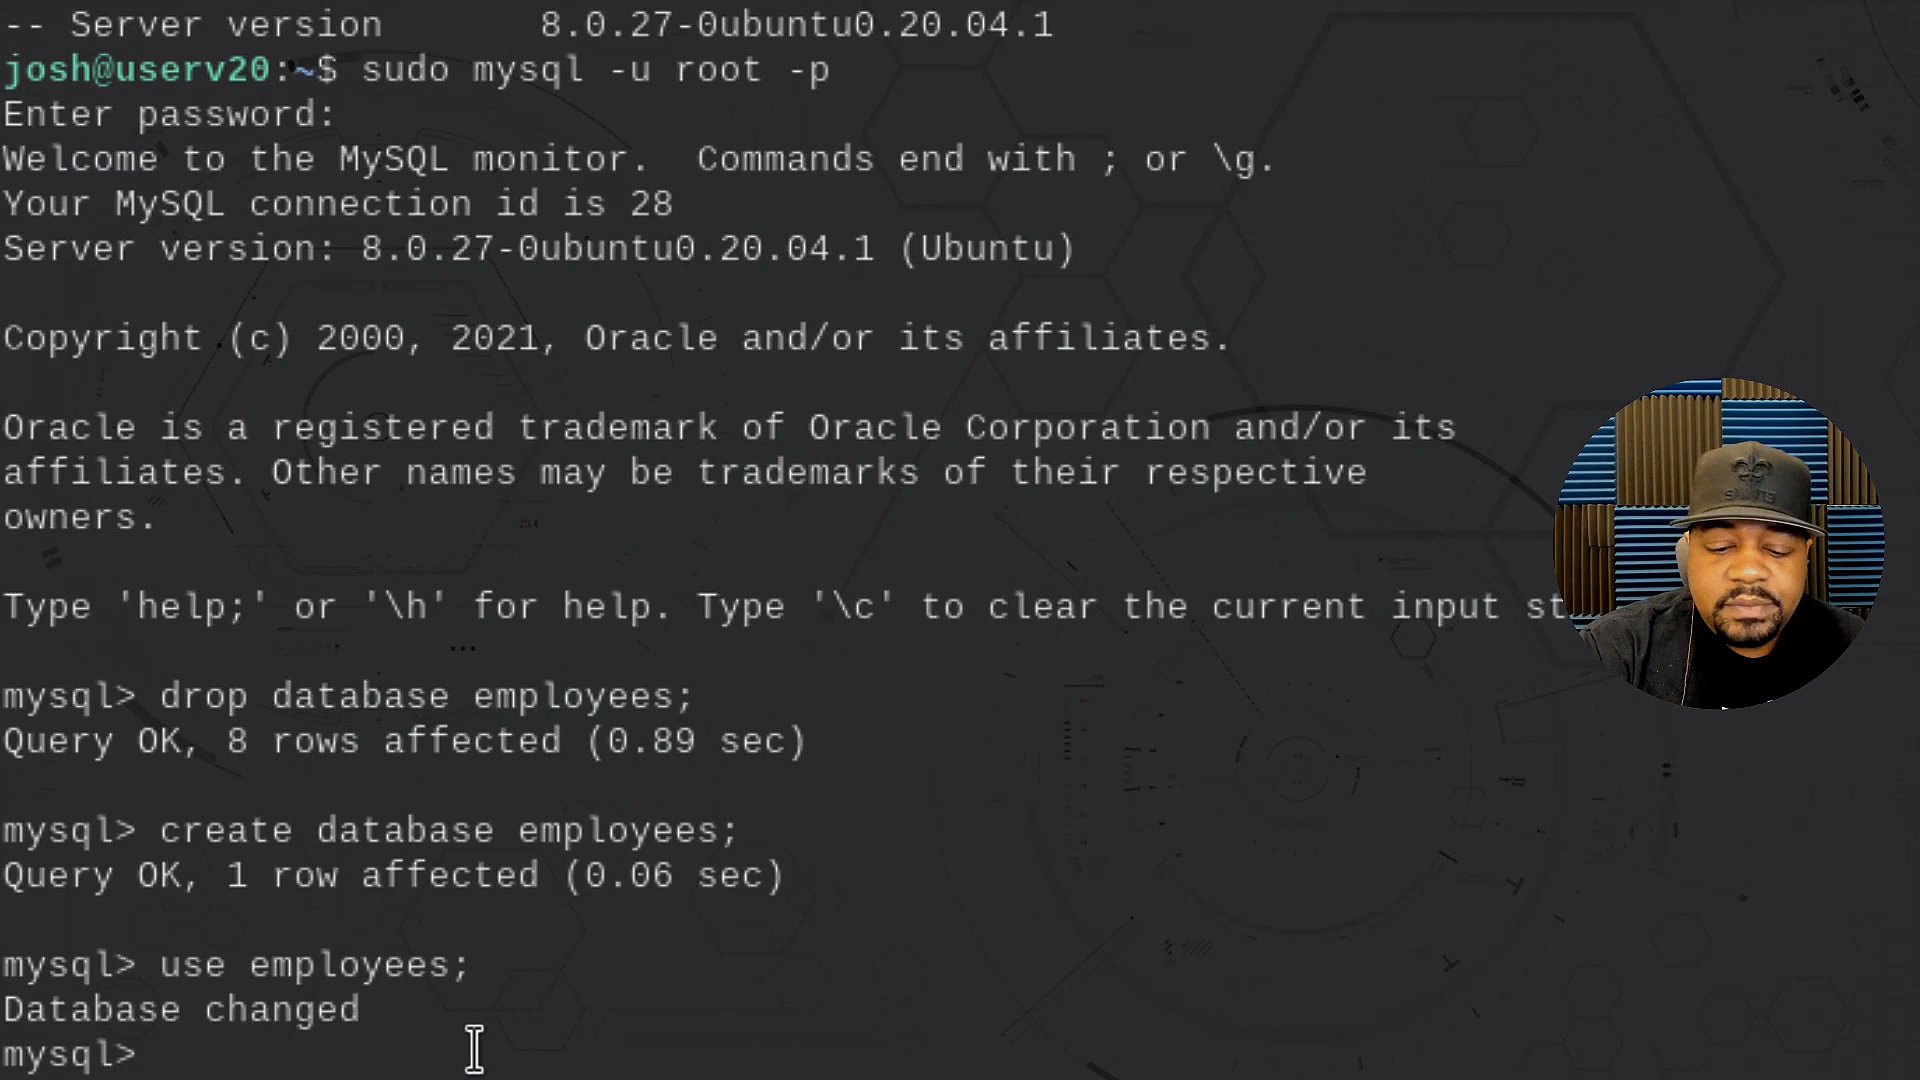 -- Server version 8.0.27-0ubuntu0.20.04.1
josh@userv20:~$ sudo mysql -u root -p
Enter password:
Welcome to the MySQL monitor. Commands end with ; or \g.
Your MySQL connection id is 28
Server version: 8.0.27-0ubuntu0.20.04.1 (Ubuntu)
Copyright (c) 2000, 2021, Oracle and/or its affiliates.
Oracle is a registered trademark of Oracle Corporation and/or its
affiliates. Other names may be trademarks of their respective
owners.
Type 'help;' or '\h' for help. Type '\c' to clear the current input st
mysql> drop database employees;
Query OK, 8 rows affected (0.89 sec)
mysql> create database employees;
Query OK, 1 row affected (0.06 sec)
mysql> use employees;
Database changed
mysql>
SAINTS